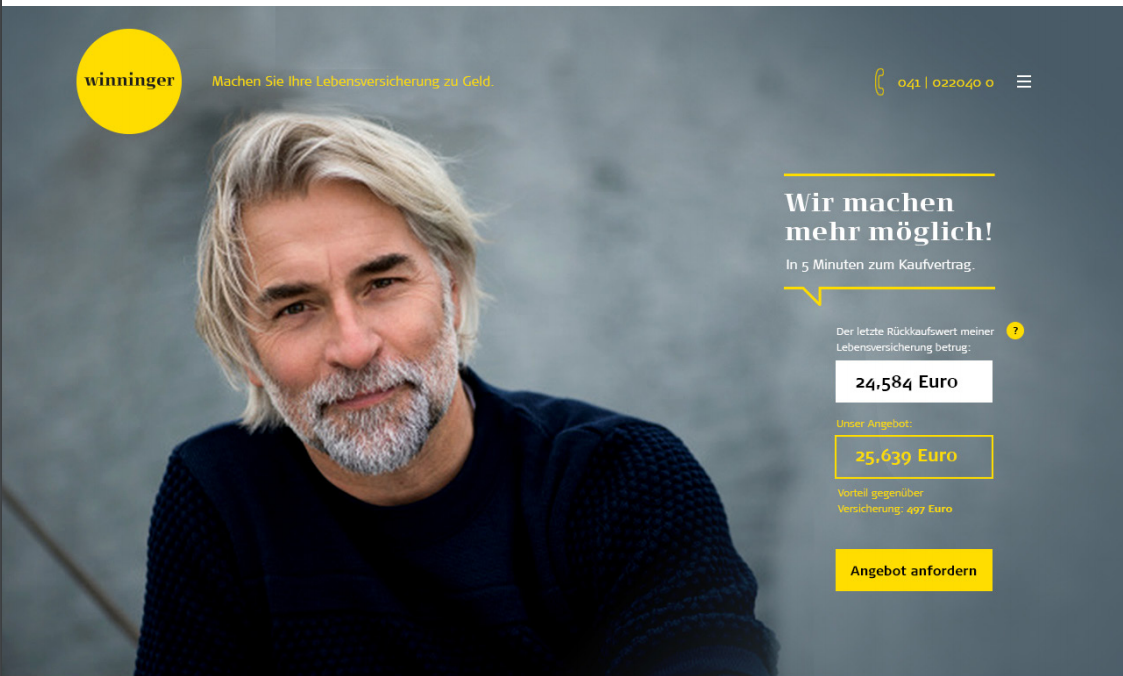 winninger
Machen Sie Ihre Lebensversicherung zu Geld.
041 | 022040 0
Wir machen
mehr möglich!
In 5 Minuten zum Kaufvertrag.
Der letzte Rückkaufswert meiner
Lebensversicherung betrug:
?
24,584 Euro
Unser Angebot:
25,639 Euro
Vorteil gegenüber
Versicherung: 497 Euro
Angebot anfordern